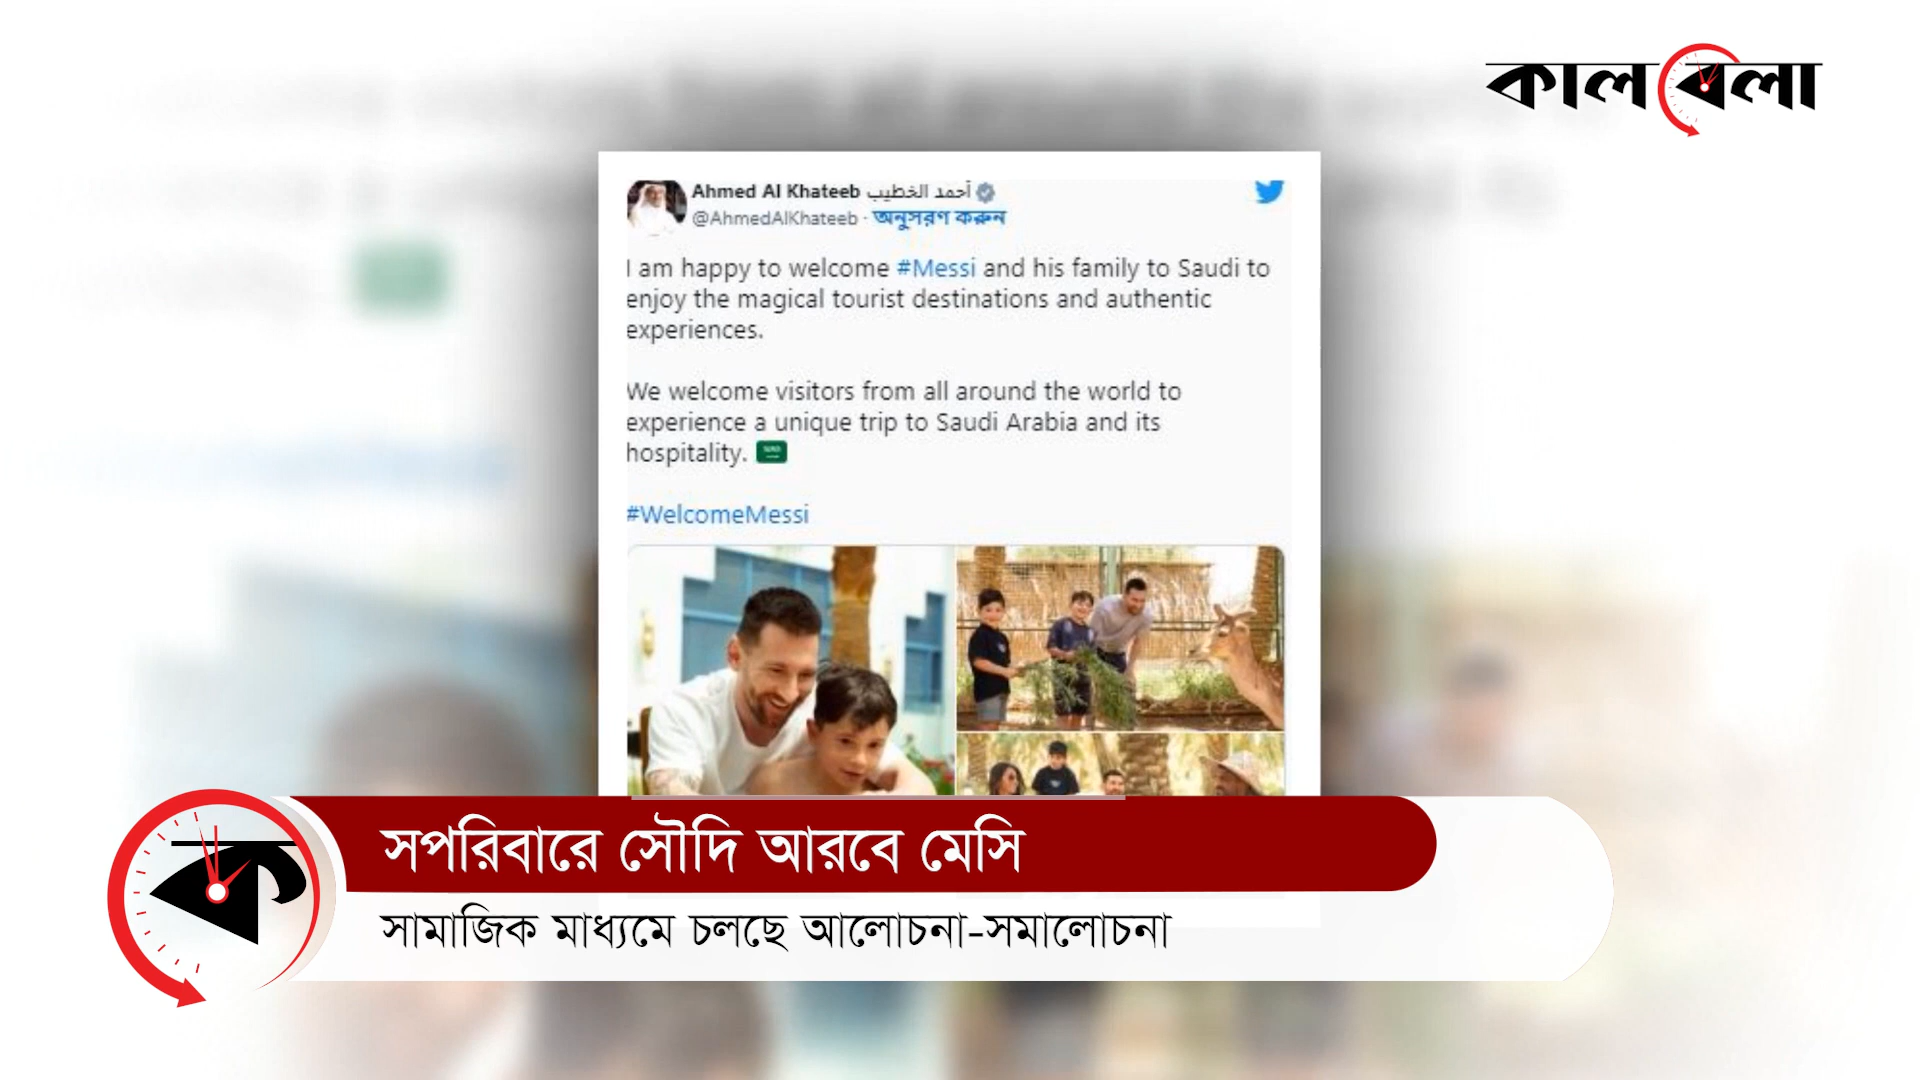 কালবেলা
Ahmed Al Khateeb أحمد الخطيب
@AhmedAlKhateeb · অনুসরণ করুন
I am happy to welcome #Messi and his family to Saudi to
enjoy the magical tourist destinations and authentic
experiences.
We welcome visitors from all around the world to
experience a unique trip to Saudi Arabia and its
hospitality.
#WelcomeMessi
সপরিবারে সৌদি আরবে মেসি
সামাজিক মাধ্যমে চলছে আলোচনা-সমালোচনা
ক